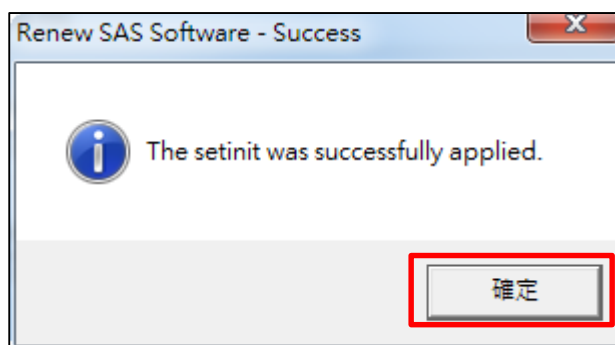 Renew SAS Software - Success
The setinit was successfully applied.
確定